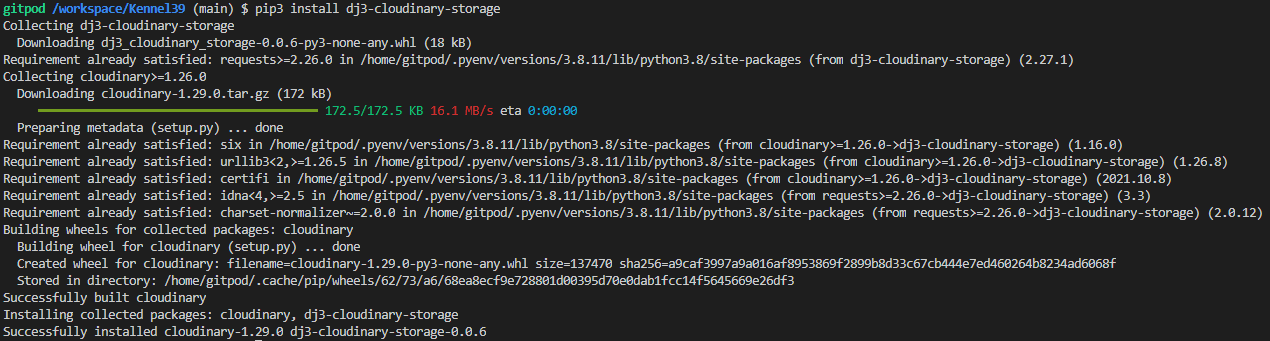 gitpod /workspace/Kennel39 (main) $ pip3 install dj3-cloudinary-storage
Collecting dj3-cloudinary-storage
  Downloading dj3_cloudinary_storage-0.0.6-py3-none-any.whl (18 kB)
Requirement already satisfied: requests>=2.26.0 in /home/gitpod/.pyenv/versions/3.8.11/lib/python3.8/site-packages (from dj3-cloudinary-storage) (2.27.1)
Collecting cloudinary>=1.26.0
  Downloading cloudinary-1.29.0.tar.gz (172 kB)
172.5/172.5 KB 16.1 MB/s eta 0:00:00
  Preparing metadata (setup.py) ... done
Requirement already satisfied: six in /home/gitpod/.pyenv/versions/3.8.11/lib/python3.8/site-packages (from cloudinary>=1.26.0->dj3-cloudinary-storage) (1.16.0)
Requirement already satisfied: urllib3<2,>=1.26.5 in /home/gitpod/.pyenv/versions/3.8.11/lib/python3.8/site-packages (from cloudinary>=1.26.0->dj3-cloudinary-storage) (1.26.8)
Requirement already satisfied: certifi in /home/gitpod/.pyenv/versions/3.8.11/lib/python3.8/site-packages (from cloudinary>=1.26.0->dj3-cloudinary-storage) (2021.10.8)
Requirement already satisfied: idna<4,>=2.5 in /home/gitpod/.pyenv/versions/3.8.11/lib/python3.8/site-packages (from requests>=2.26.0->dj3-cloudinary-storage) (3.3)
Requirement already satisfied: charset-normalizer~=2.0.0 in /home/gitpod/.pyenv/versions/3.8.11/lib/python3.8/site-packages (from requests>=2.26.0->dj3-cloudinary-storage) (2.0.12)
Building wheels for collected packages: cloudinary
  Building wheel for cloudinary (setup.py) ... done
  Created wheel for cloudinary: filename=cloudinary-1.29.0-py3-none-any.whl size=137470 sha256=a9caf3997a9a016af8953869f2899b8d33c67cb444e7ed460264b8234ad6068f
  Stored in directory: /home/gitpod/.cache/pip/wheels/62/73/a6/68ea8ecf9e728801d00395d70e0dab1fcc14f5645669e26df3
Successfully built cloudinary
Installing collected packages: cloudinary, dj3-cloudinary-storage
Successfully installed cloudinary-1.29.0 dj3-cloudinary-storage-0.0.6